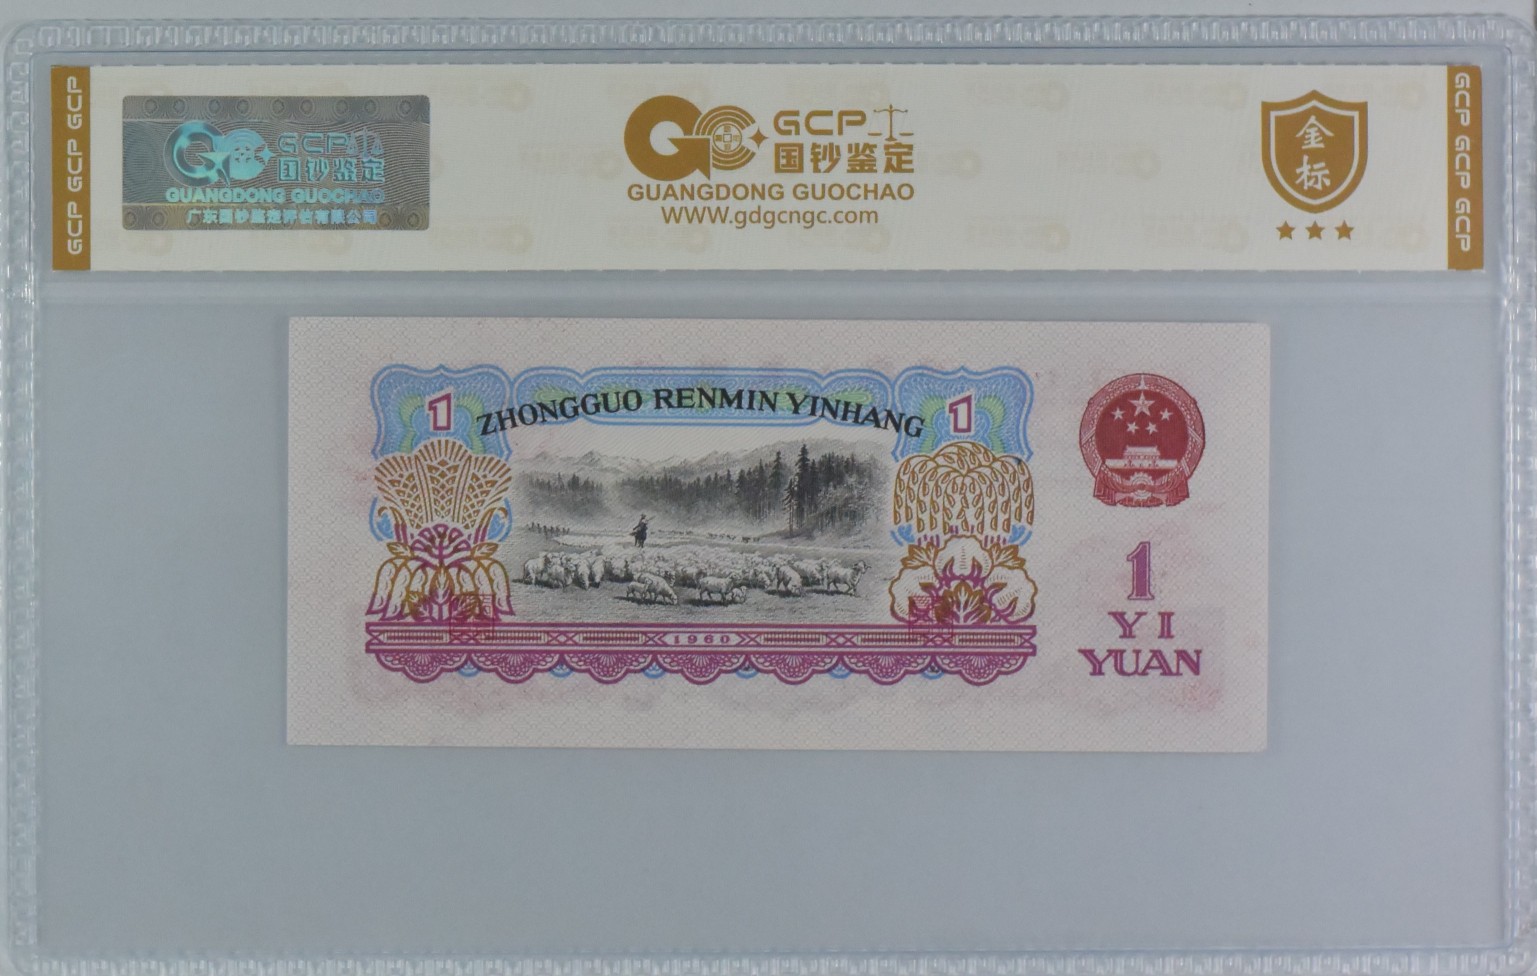 GCP GCP GCP
GCP
国钞鉴定
GUANGDONG GUOCHAO
广东国钞鉴定评估有限公司
GCP
国钞鉴定
GUANGDONG GUOCHAO
WWW.gdgcngc.com
金
标
GCP GCP GCP
1
ZHONGGUO RENMIN YINHANG
1
1
YI
YUAN
1960